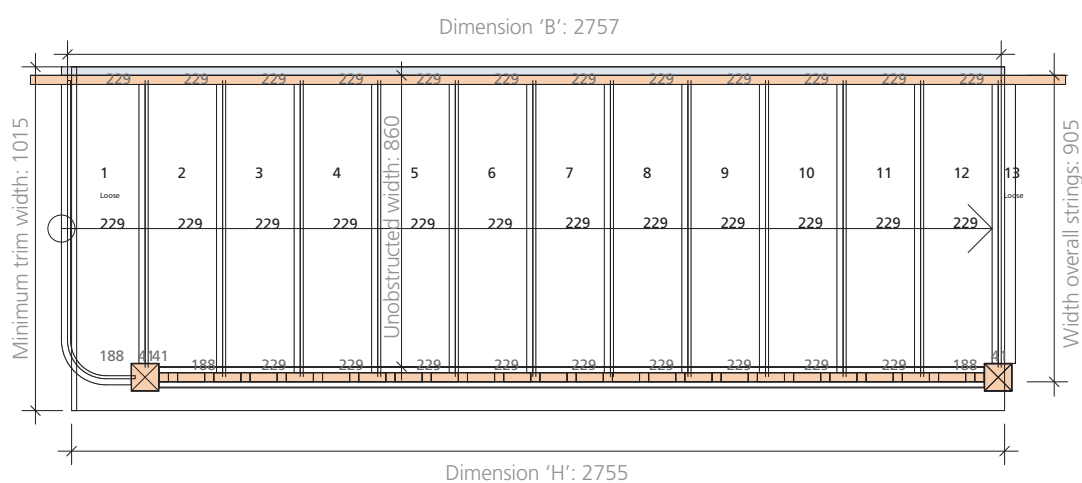 Dimension ‘B’: 2757
229 229 229 229 229 229 229 229 229 229 229 229
Minimum trim width: 1015
Unobstructed width: 860
Width overall strings: 905
1 2 3 4 5 6 7 8 9 10 11 12 13
Loose Loose
229 229 229 229 229 229 229 229 229 229 229 229
188 41 41 188 229 229 229 229 229 229 229 229 229 188 41
Dimension ‘H’: 2755